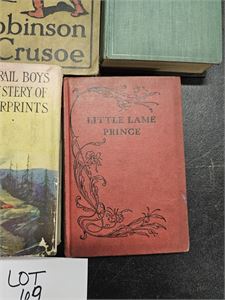 obinson
Crusoe
RAIL BOYS
STERY OF
RPRINTS
LITTLE LAME
PRINCE
LOT
109